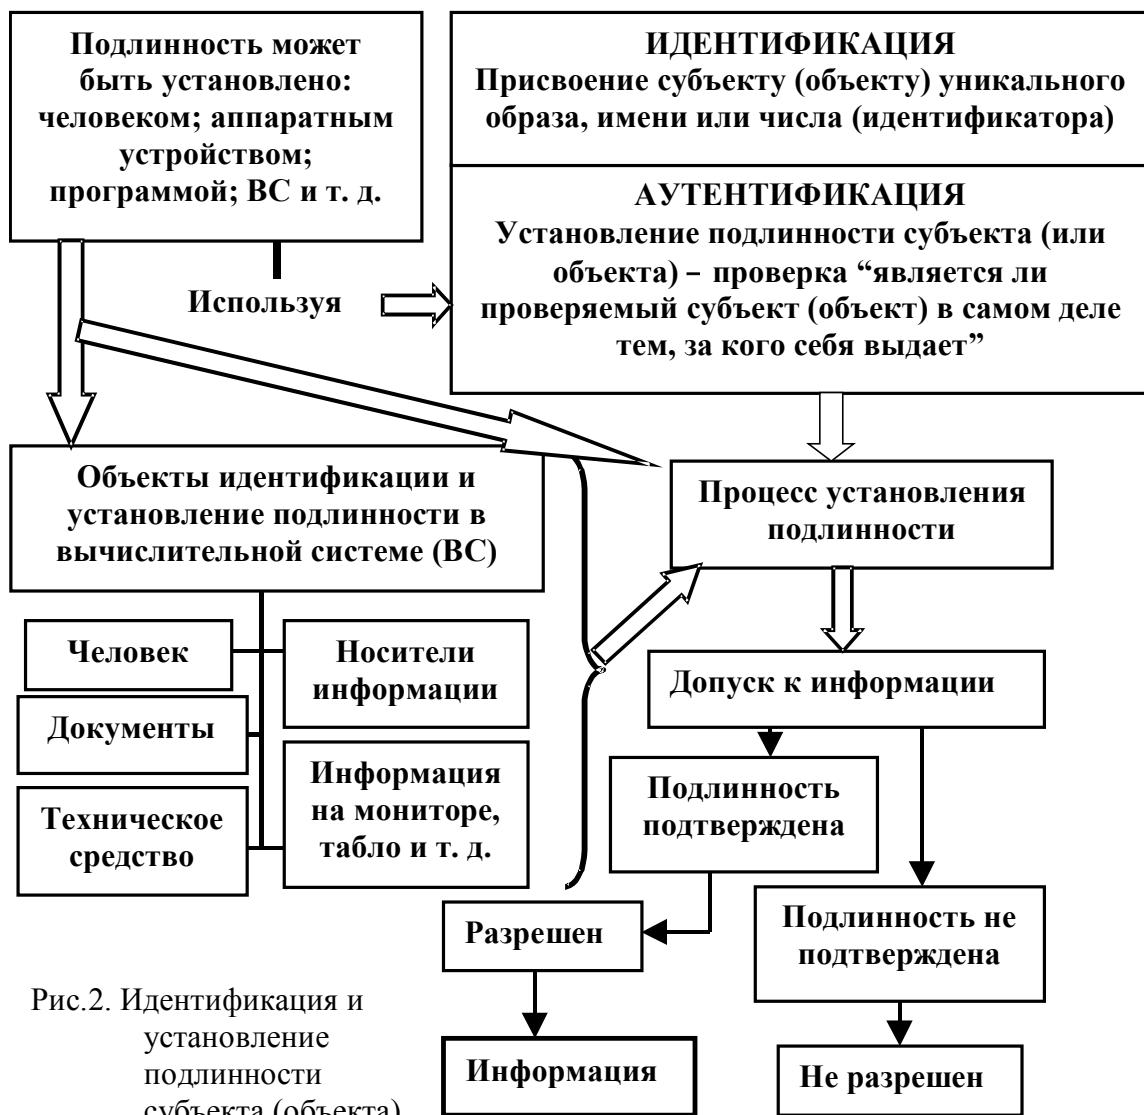 Подлинность может
быть установлено:
человеком; аппаратным
устройством;
программой; ВС и т. д.
ИДЕНТИФИКАЦИЯ
Присвоение субъекту (объекту) уникального
образа, имени или числа (идентификатора)
АУТЕНТИФИКАЦИЯ
Установление подлинности субъекта (или
объекта) – проверка “является ли
проверяемый субъект (объект) в самом деле
тем, за кого себя выдает”
Используя
Объекты идентификации и
установление подлинности в
вычислительной системе (ВС)
Процесс установления
подлинности
Человек
Носители
информации
Документы
Информация
на мониторе,
табло и т. д.
Техническое
средство
Допуск к информации
Подлинность
подтверждена
Подлинность не
подтверждена
Разрешен
Информация
Не разрешен
Рис.2. Идентификация и
установление
подлинности
субъекта (объекта)